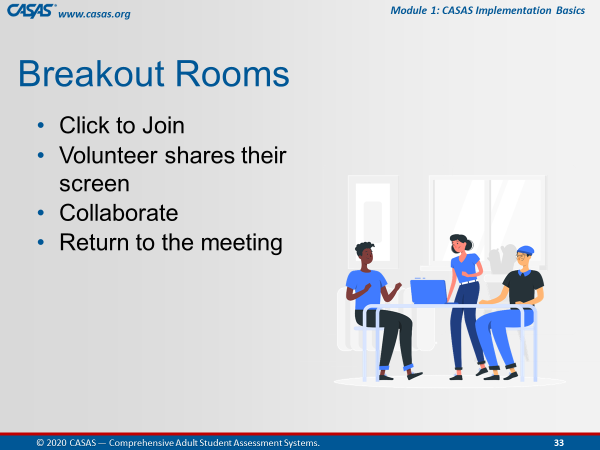 CASAS® www.casas.org
Module 1: CASAS Implementation Basics
Breakout Rooms
• Click to Join
• Volunteer shares their
screen
• Collaborate
• Return to the meeting
© 2020 CASAS — Comprehensive Adult Student Assessment Systems.
33